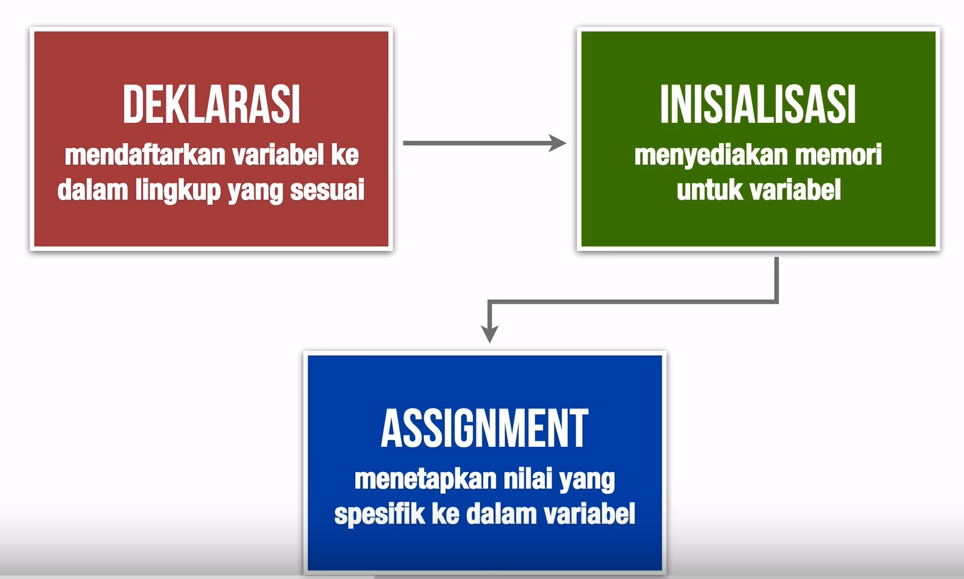 DEKLARASI
mendaftarkan variabel ke
dalam lingkup yang sesuai
INISIALISASI
menyediakan memori
untuk variabel
ASSIGNMENT
menetapkan nilai yang
spesifik ke dalam variabel